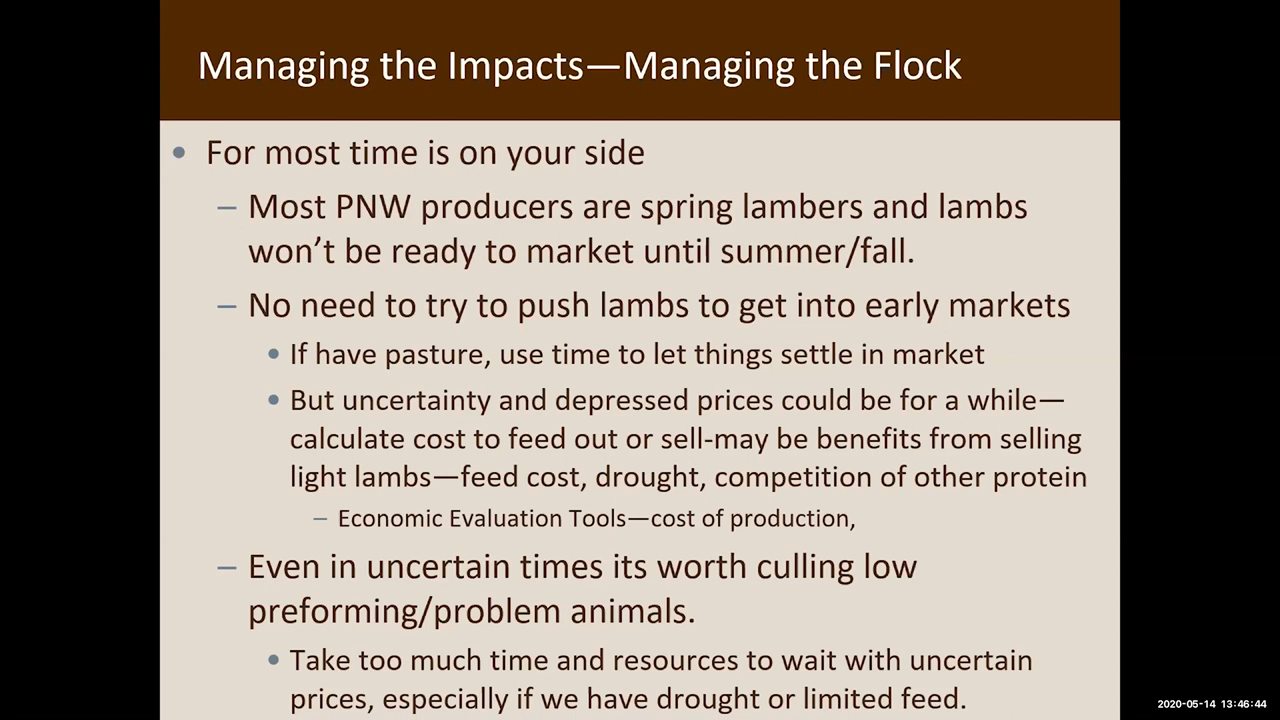 Managing the Impacts—Managing the Flock
• For most time is on your side
– Most PNW producers are spring lambers and lambs
won’t be ready to market until summer/fall.
– No need to try to push lambs to get into early markets
• If have pasture, use time to let things settle in market
• But uncertainty and depressed prices could be for a while—
calculate cost to feed out or sell-may be benefits from selling
light lambs—feed cost, drought, competition of other protein
– Economic Evaluation Tools—cost of production,
– Even in uncertain times its worth culling low
preforming/problem animals.
• Take too much time and resources to wait with uncertain
prices, especially if we have drought or limited feed.
2020-05-14 13:46:44